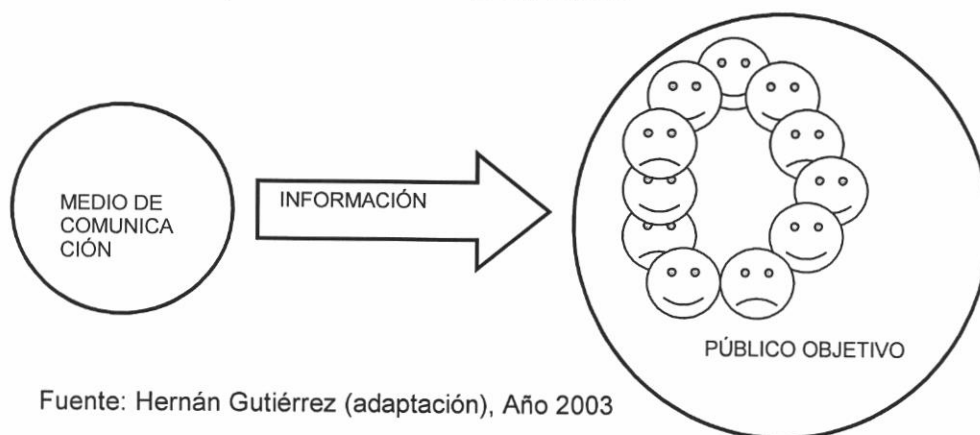 MEDIO DE
COMUNICA
CIÓN
INFORMACIÓN
PÚBLICO OBJETIVO
Fuente: Hernán Gutiérrez (adaptación), Año 2003